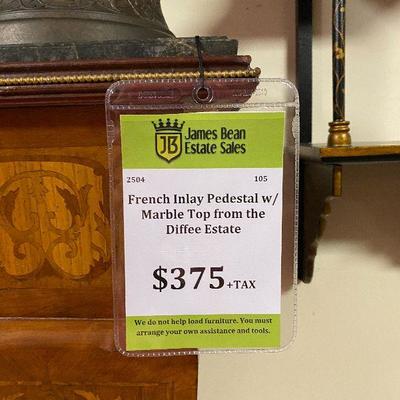 JB
James Bean
Estate Sales
2504 105
French Inlay Pedestal w/
Marble Top from the
Diffee Estate
$375+TAX
We do not help load furniture. You must
arrange your own assistance and tools.